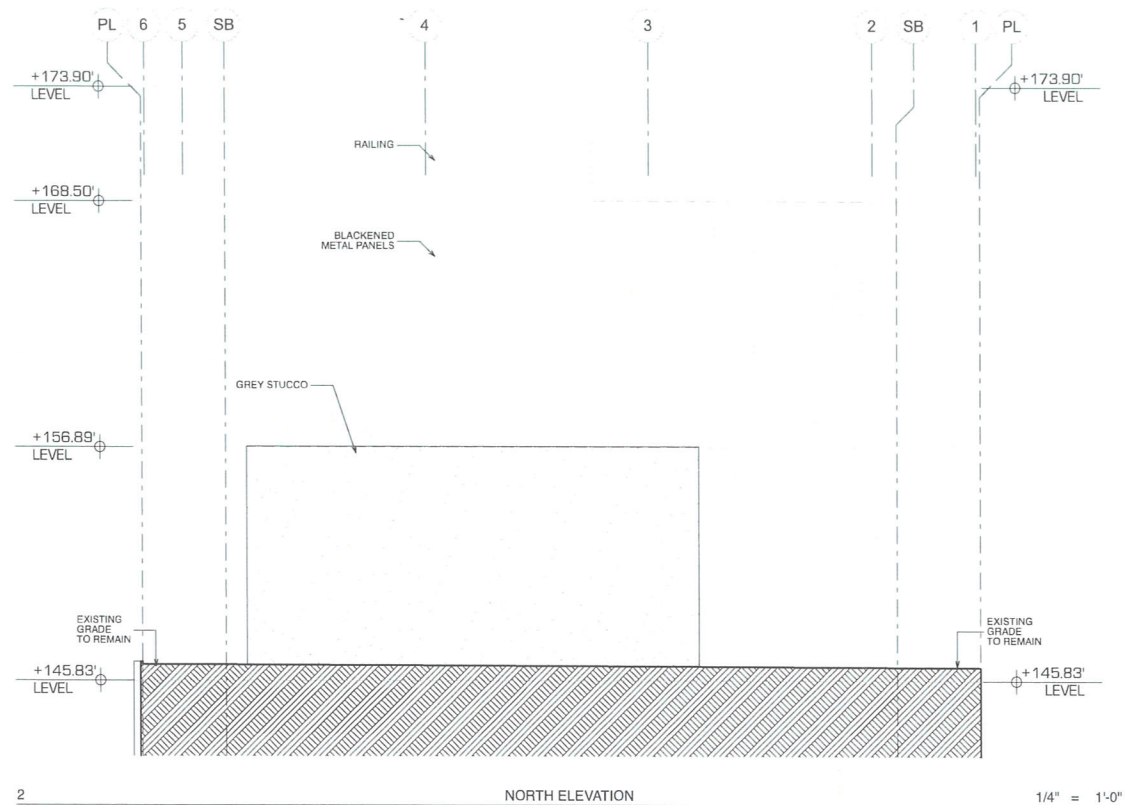 PL 6 5 SB 4 3 2 SB 1 PL
+173.90'
LEVEL
+173.90'
LEVEL
RAILING
+168.50'
LEVEL
BLACKENED
METAL PANELS
GREY STUCCO
+156.89'
LEVEL
EXISTING
GRADE
TO REMAIN
EXISTING
GRADE
TO REMAIN
+145.83'
LEVEL
+145.83'
LEVEL
2 NORTH ELEVATION 1/4" = 1'-0"